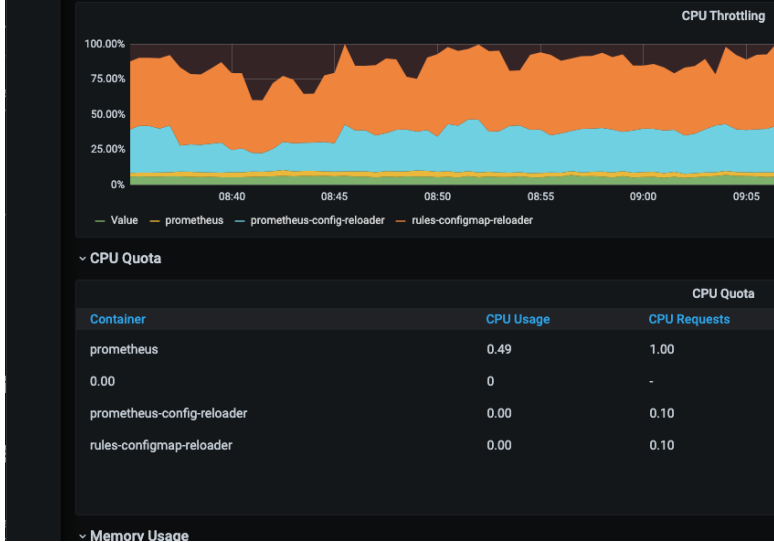 CPU Throttling
100.00%
75.00%
50.00%
25.00%
0%
08:40 08:45 08:50 08:55 09:00 09:05
Value prometheus prometheus-config-reloader rules-configmap-reloader
CPU Quota
CPU Quota
Container CPU Usage CPU Requests
prometheus 0.49 1.00
0.00 0 -
prometheus-config-reloader 0.00 0.10
rules-configmap-reloader 0.00 0.10
Memory Usage